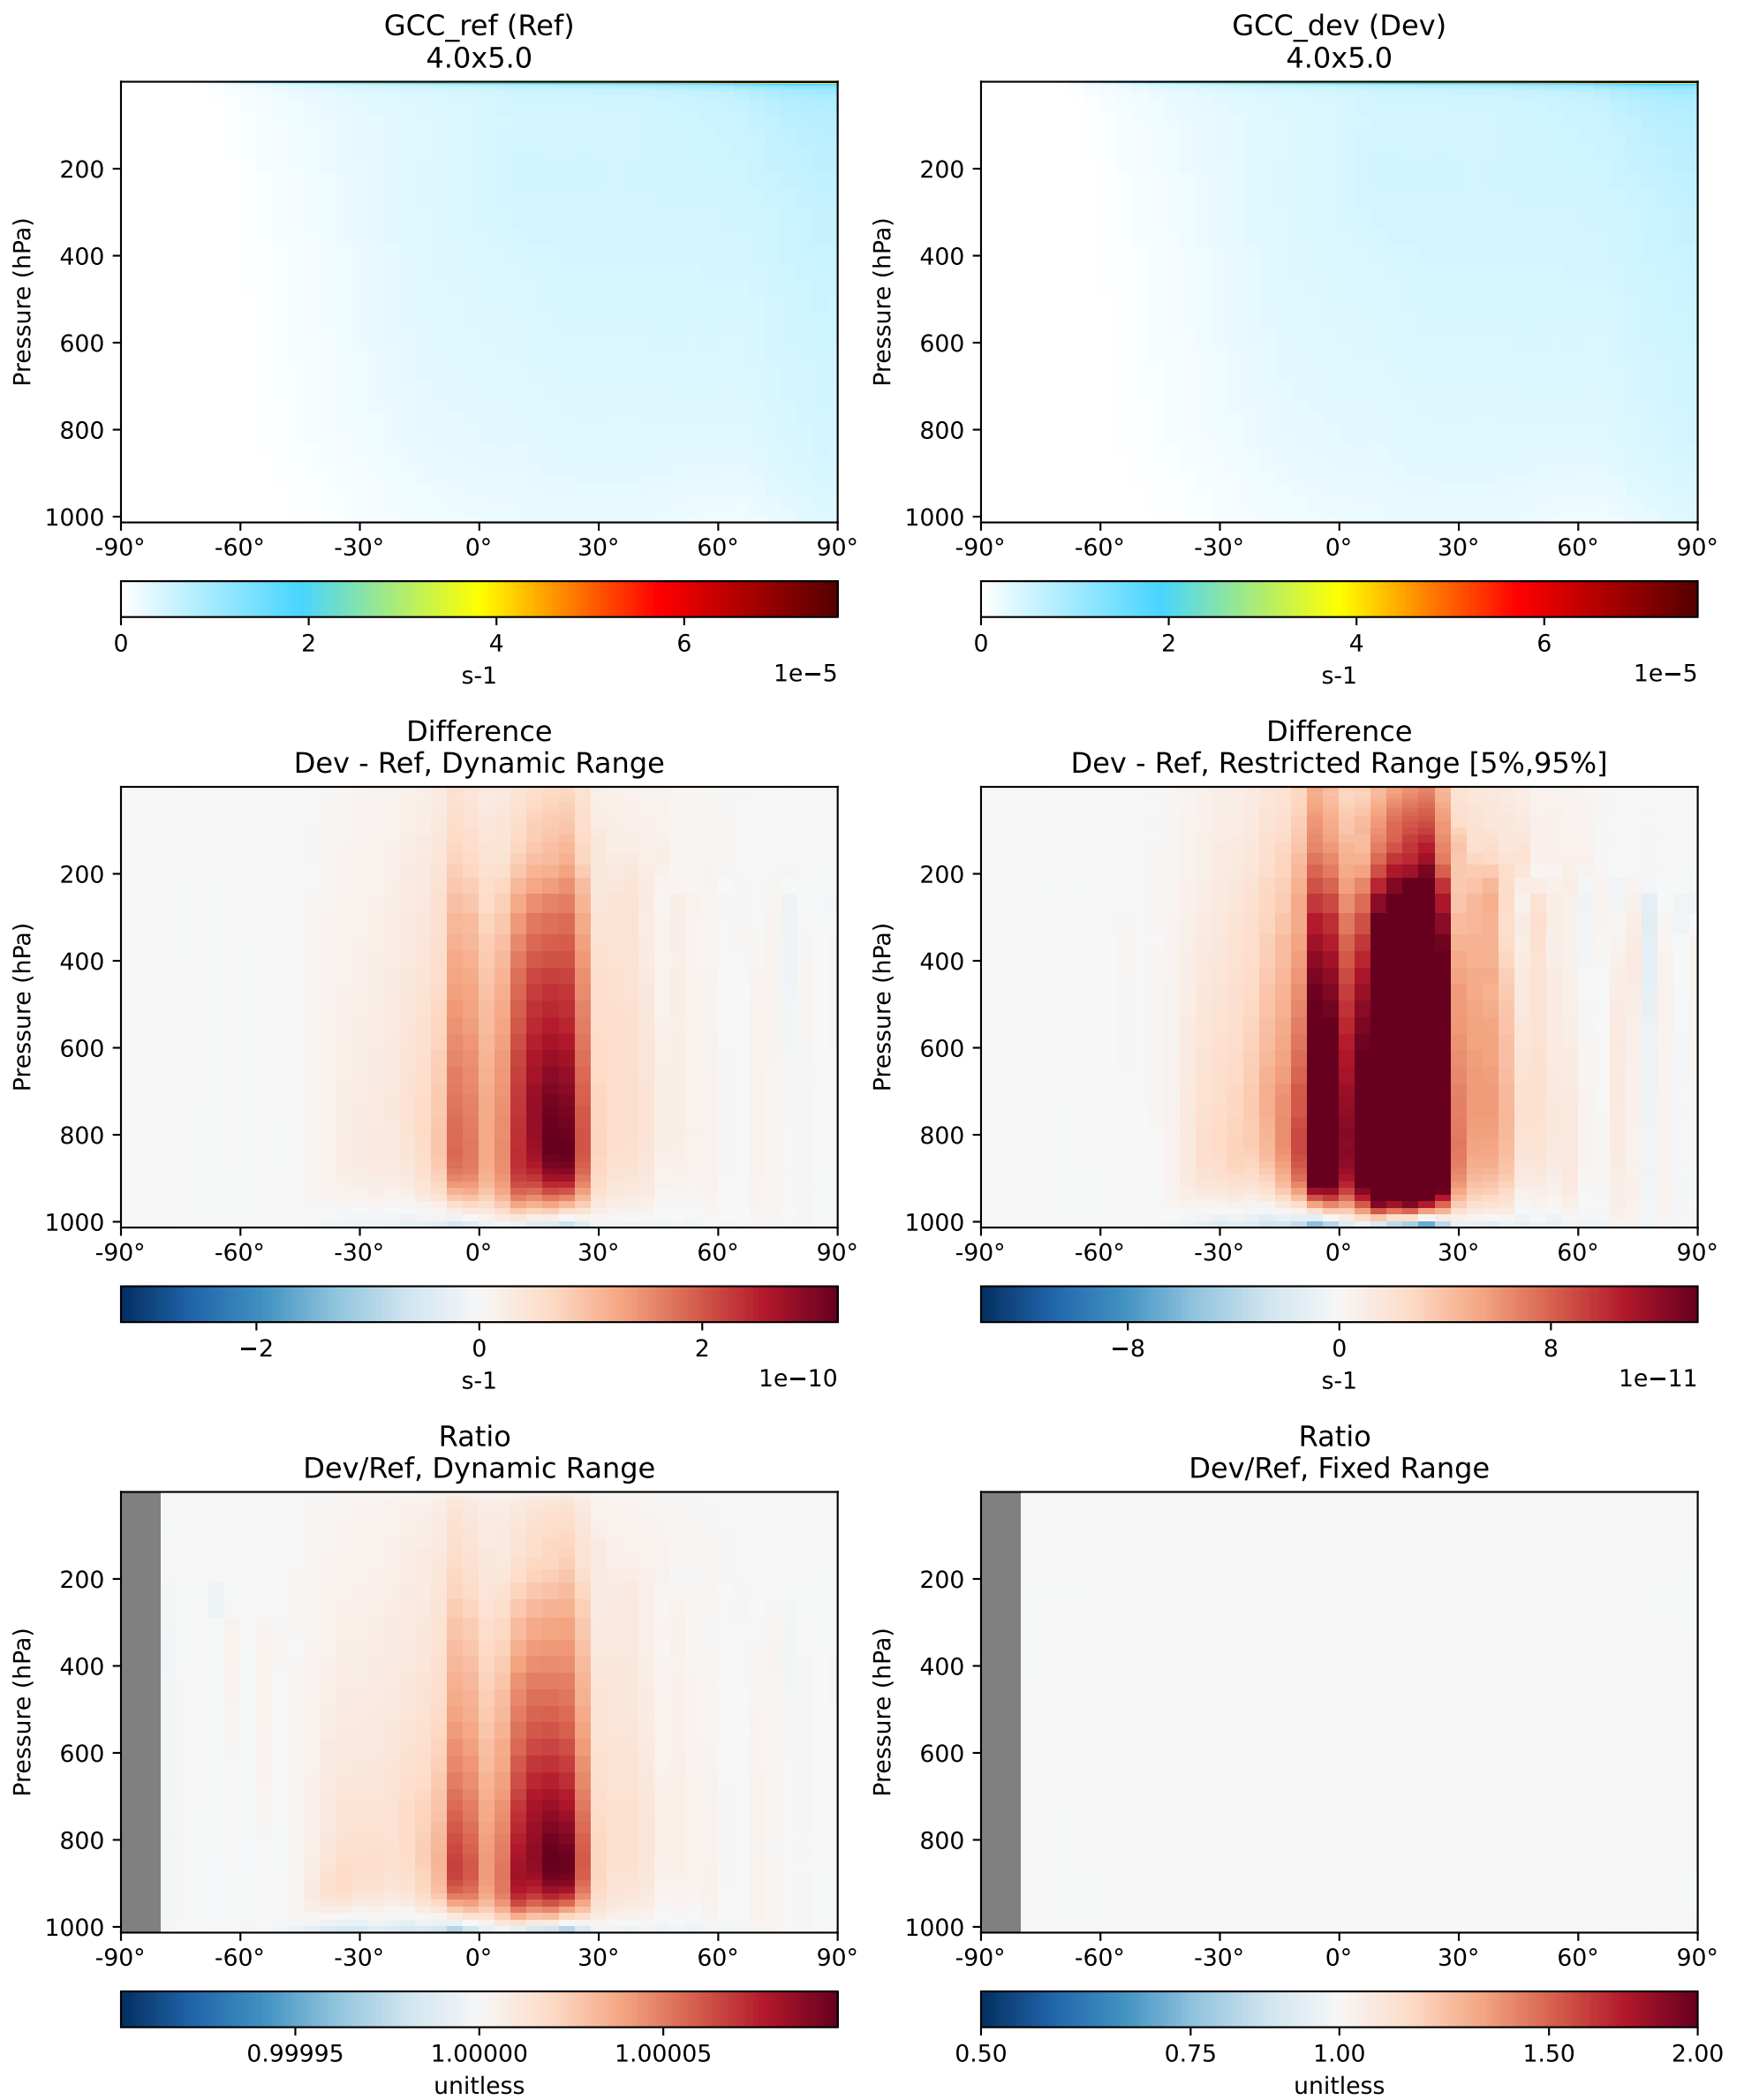 GCC_ref (Ref)
4.0x5.0
GCC_dev (Dev)
4.0x5.0
Pressure (hPa)
200
400
600
800
1000
-90° -60° -30° 0° 30° 60° 90°
0 2 4 6
s-1
1e−5
Pressure (hPa)
200
400
600
800
1000
-90° -60° -30° 0° 30° 60° 90°
0 2 4 6
s-1
1e−5
Difference
Dev - Ref, Dynamic Range
Difference
Dev - Ref, Restricted Range [5%,95%]
Pressure (hPa)
200
400
600
800
1000
-90° -60° -30° 0° 30° 60° 90°
−2 0 2
s-1
1e−10
Pressure (hPa)
200
400
600
800
1000
-90° -60° -30° 0° 30° 60° 90°
−8 0 8
s-1
1e−11
Ratio
Dev/Ref, Dynamic Range
Ratio
Dev/Ref, Fixed Range
Pressure (hPa)
200
400
600
800
1000
-90° -60° -30° 0° 30° 60° 90°
0.99995 1.00000 1.00005
unitless
Pressure (hPa)
200
400
600
800
1000
-90° -60° -30° 0° 30° 60° 90°
0.50 0.75 1.00 1.50 2.00
unitless